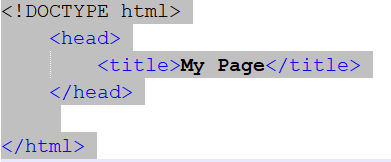 <!DOCTYPE html>
<head>
<title>My Page</title>
</head>
</html>